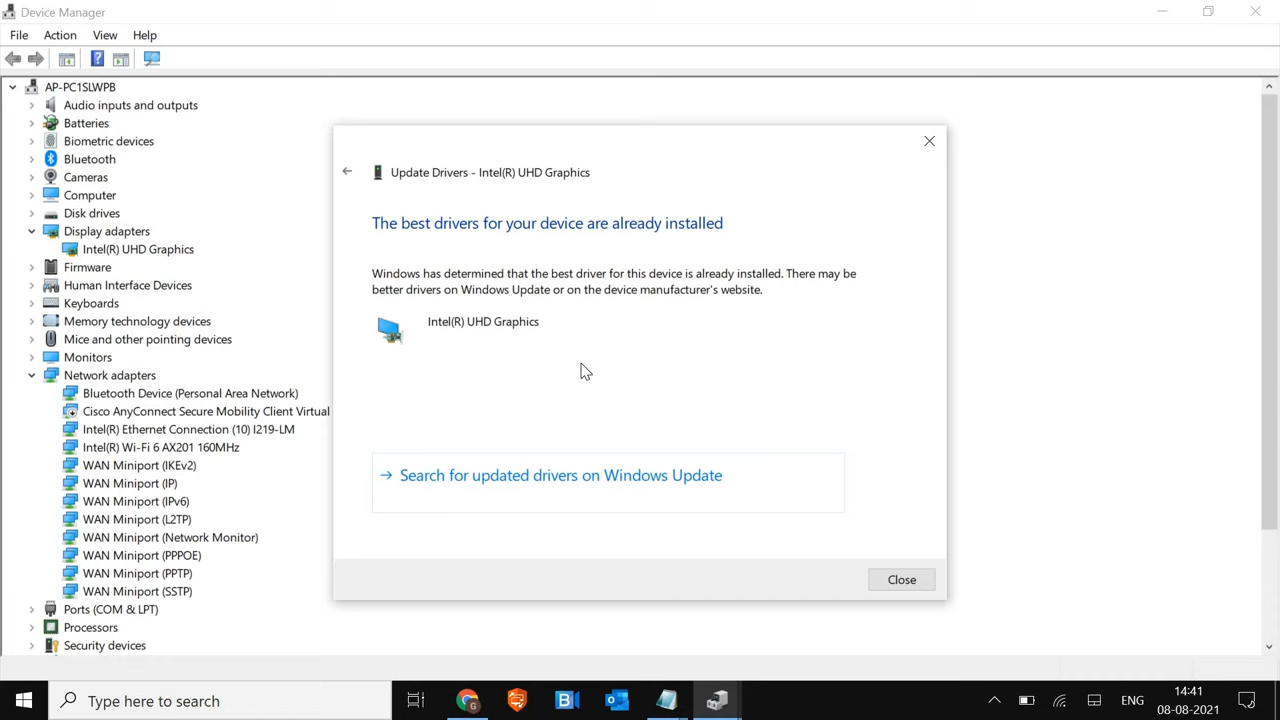 Device Manager
File Action View Help
AP-PC1SLWPB
Audio inputs and outputs
Batteries
Biometric devices
Bluetooth
Cameras
Computer
Disk drives
Display adapters
Intel(R) UHD Graphics
Firmware
Human Interface Devices
Keyboards
Memory technology devices
Mice and other pointing devices
Monitors
Network adapters
Bluetooth Device (Personal Area Network)
Cisco AnyConnect Secure Mobility Client Virtual
Intel(R) Ethernet Connection (10) I219-LM
Intel(R) Wi-Fi 6 AX201 160MHz
WAN Miniport (IKEv2)
WAN Miniport (IP)
WAN Miniport (IPv6)
WAN Miniport (L2TP)
WAN Miniport (Network Monitor)
WAN Miniport (PPPOE)
WAN Miniport (PPTP)
WAN Miniport (SSTP)
Ports (COM & LPT)
Processors
Security devices
Update Drivers - Intel(R) UHD Graphics
The best drivers for your device are already installed
Windows has determined that the best driver for this device is already installed. There may be
better drivers on Windows Update or on the device manufacturer's website.
Intel(R) UHD Graphics
Search for updated drivers on Windows Update
Close
Type here to search
ENG
14:41
08-08-2021